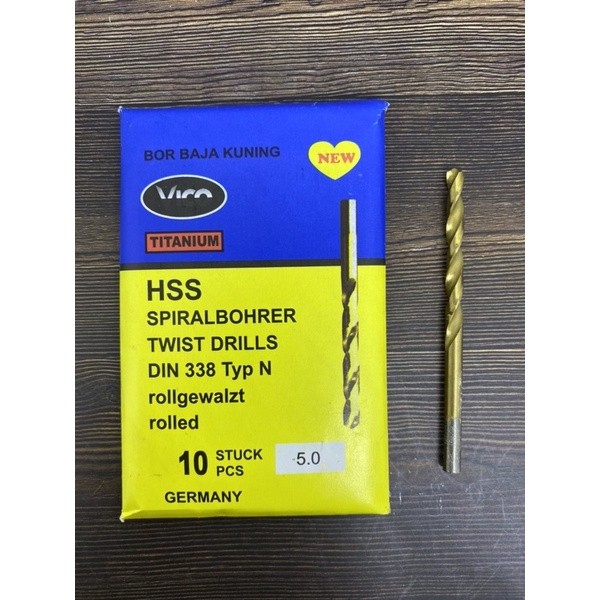 BOR BAJA KUNING
NEW
Vico
TITANIUM
HSS
SPIRALBOHRER
TWIST DRILLS
DIN 338 Typ N
rollgewalzt
rolled
10 STUCK
PCS
5.0
GERMANY